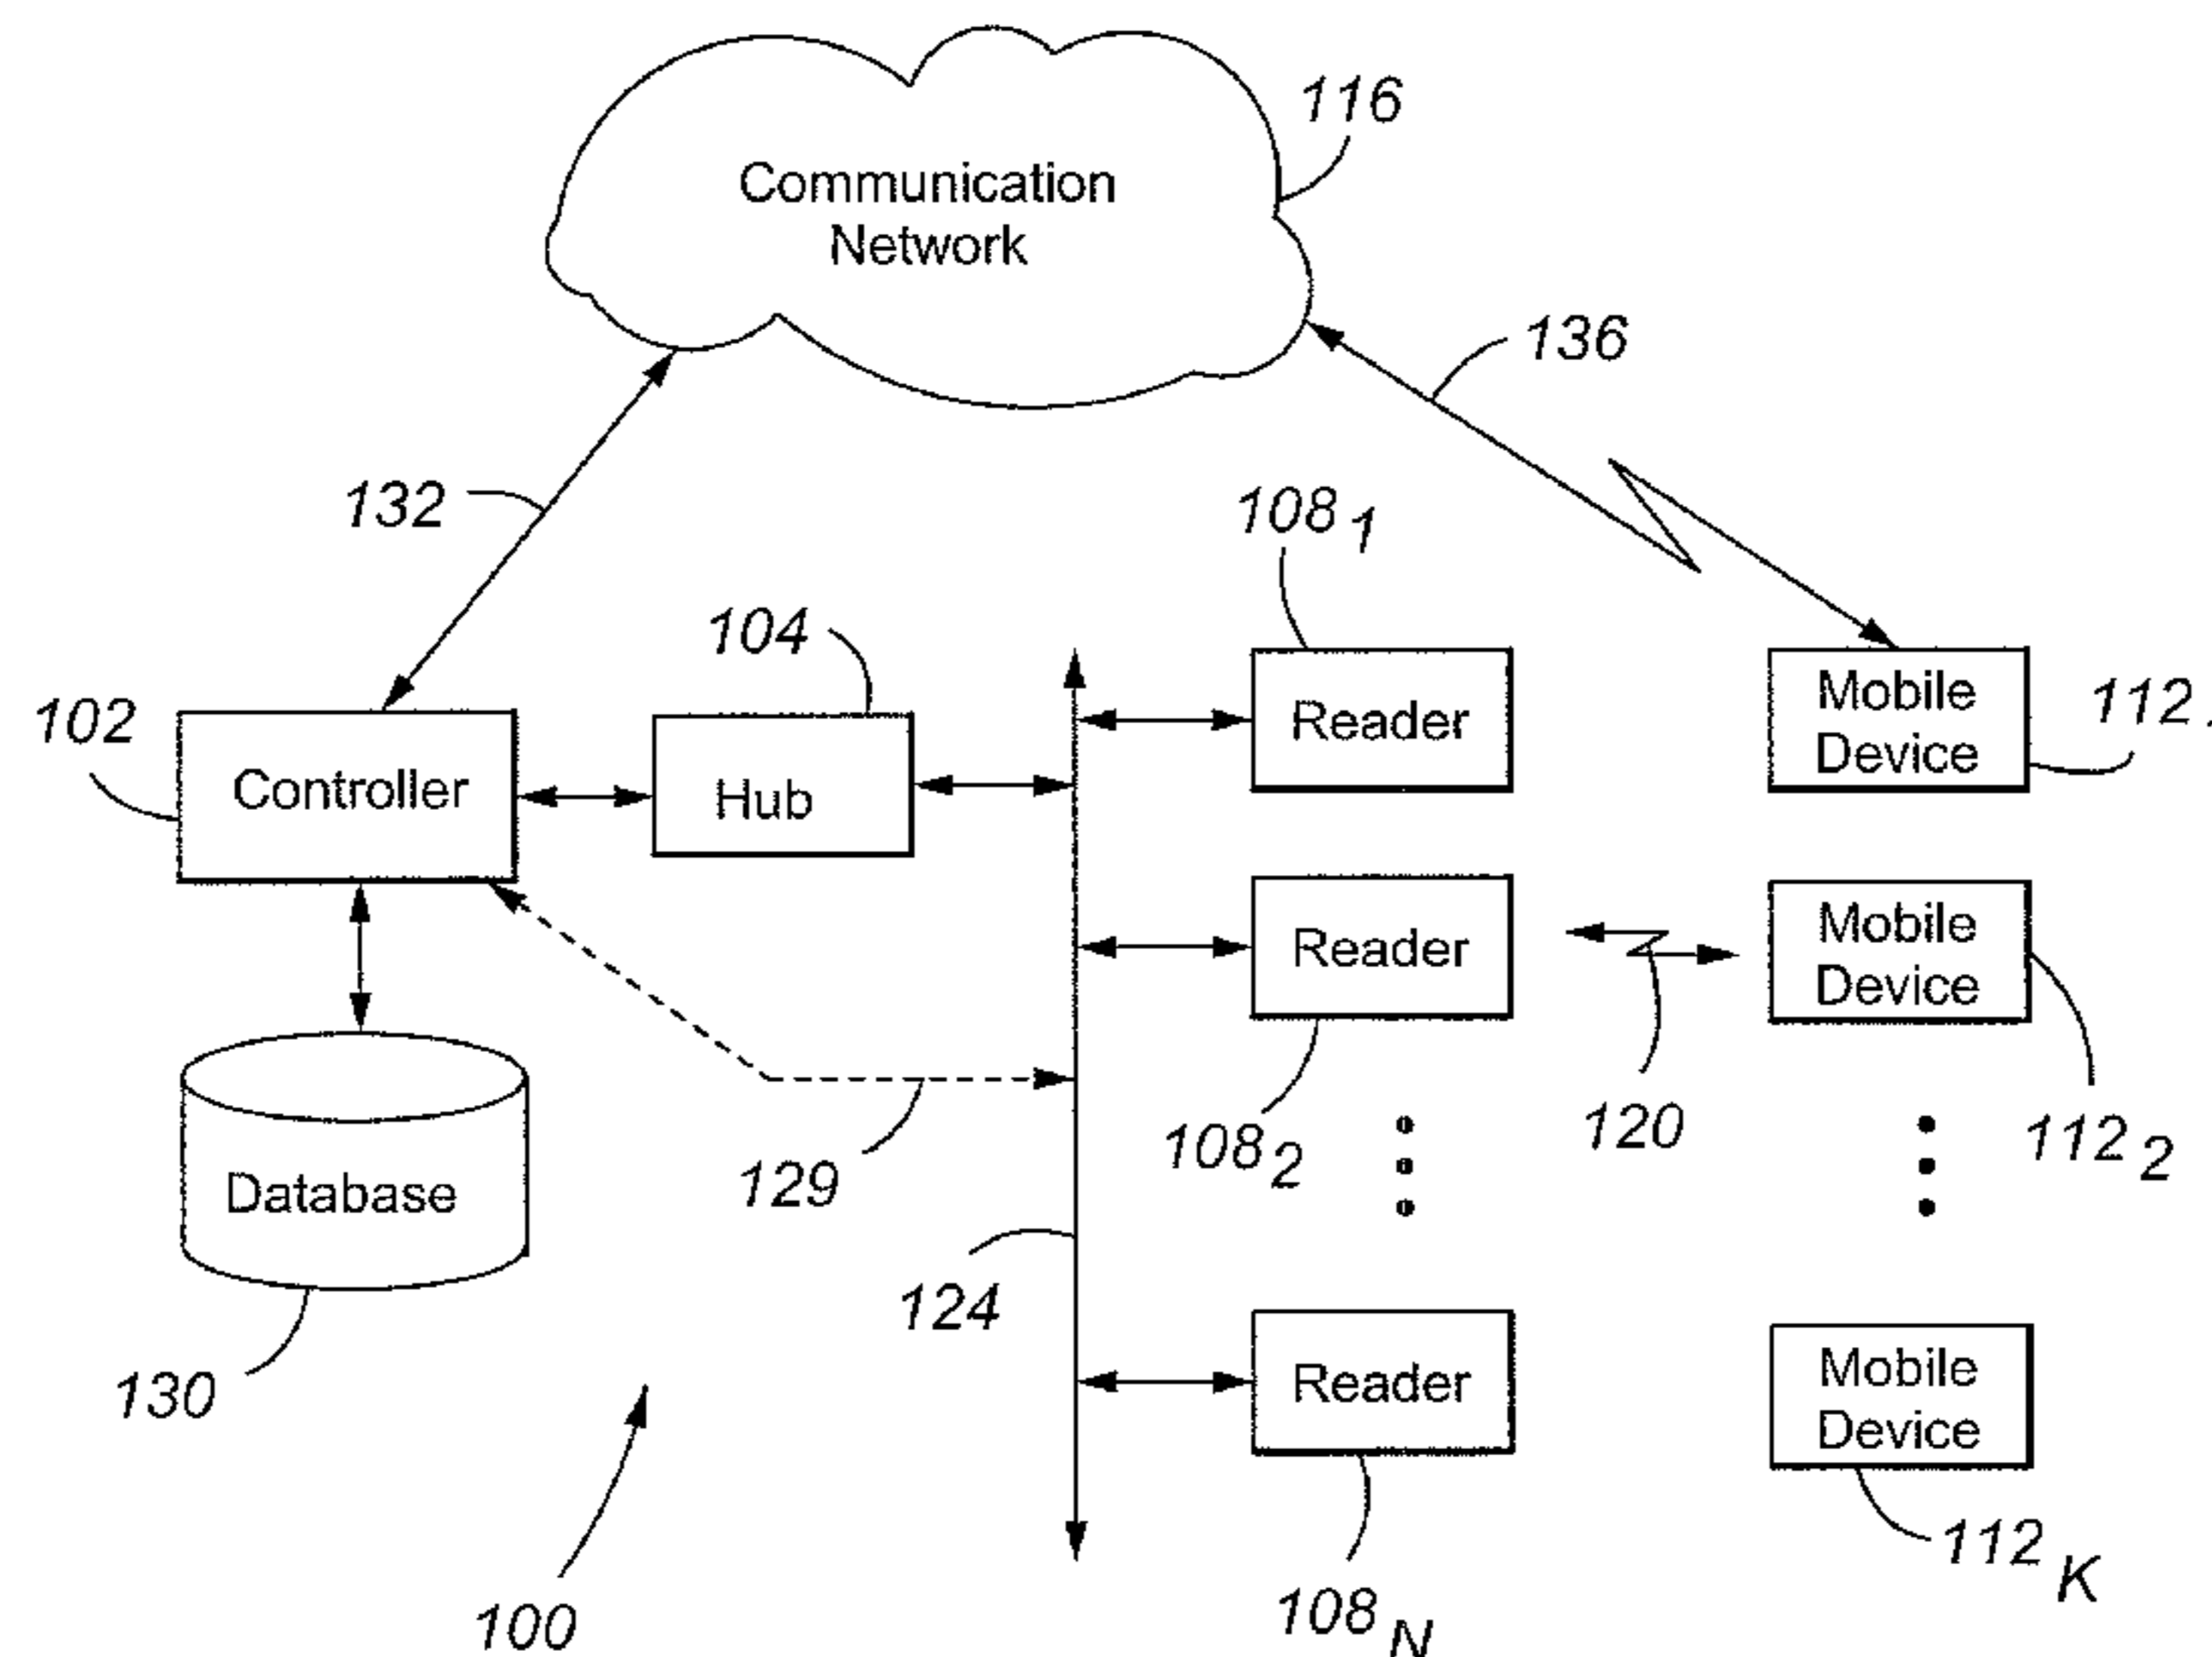 116
Communication
Network
136
132
108 1
104
102
Controller
Hub
Reader
Mobile
Device
112
Reader
Mobile
Device
120
108 2
112 2
129
Database
124
130
Reader
Mobile
Device
112 K
100
108 N